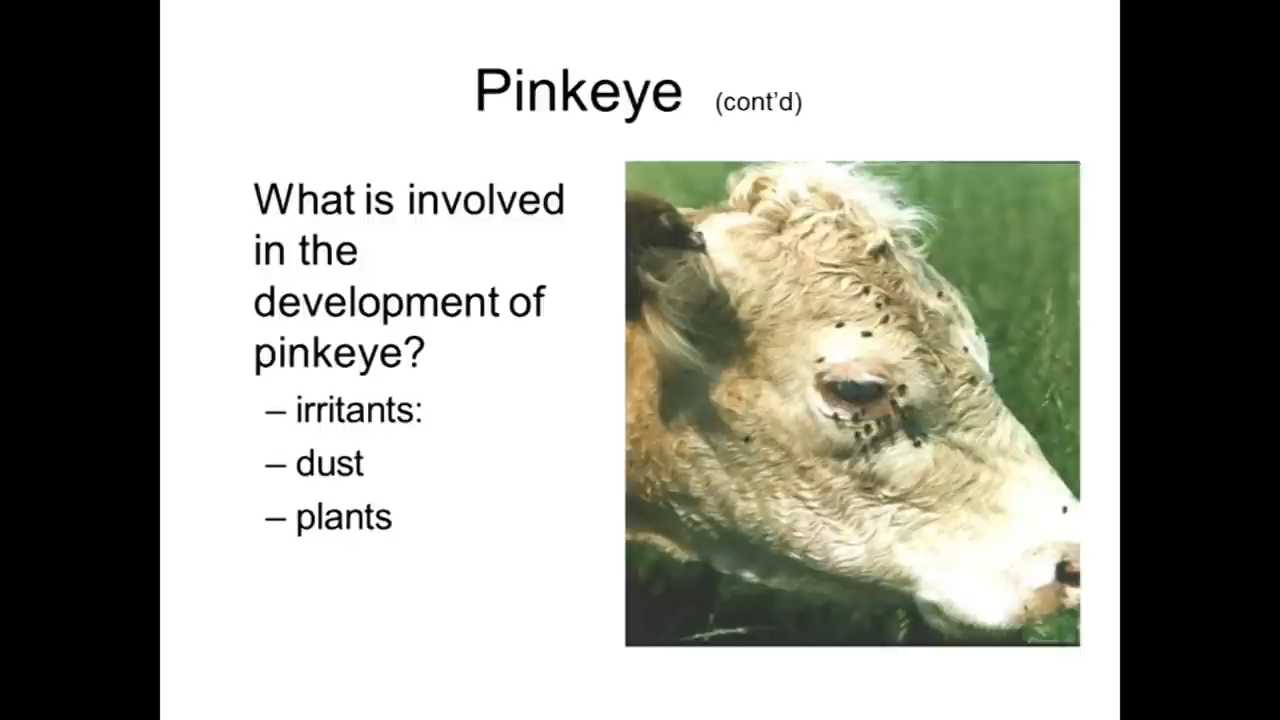 Pinkeye (cont’d)
What is involved
in the
development of
pinkeye?
– irritants:
– dust
– plants